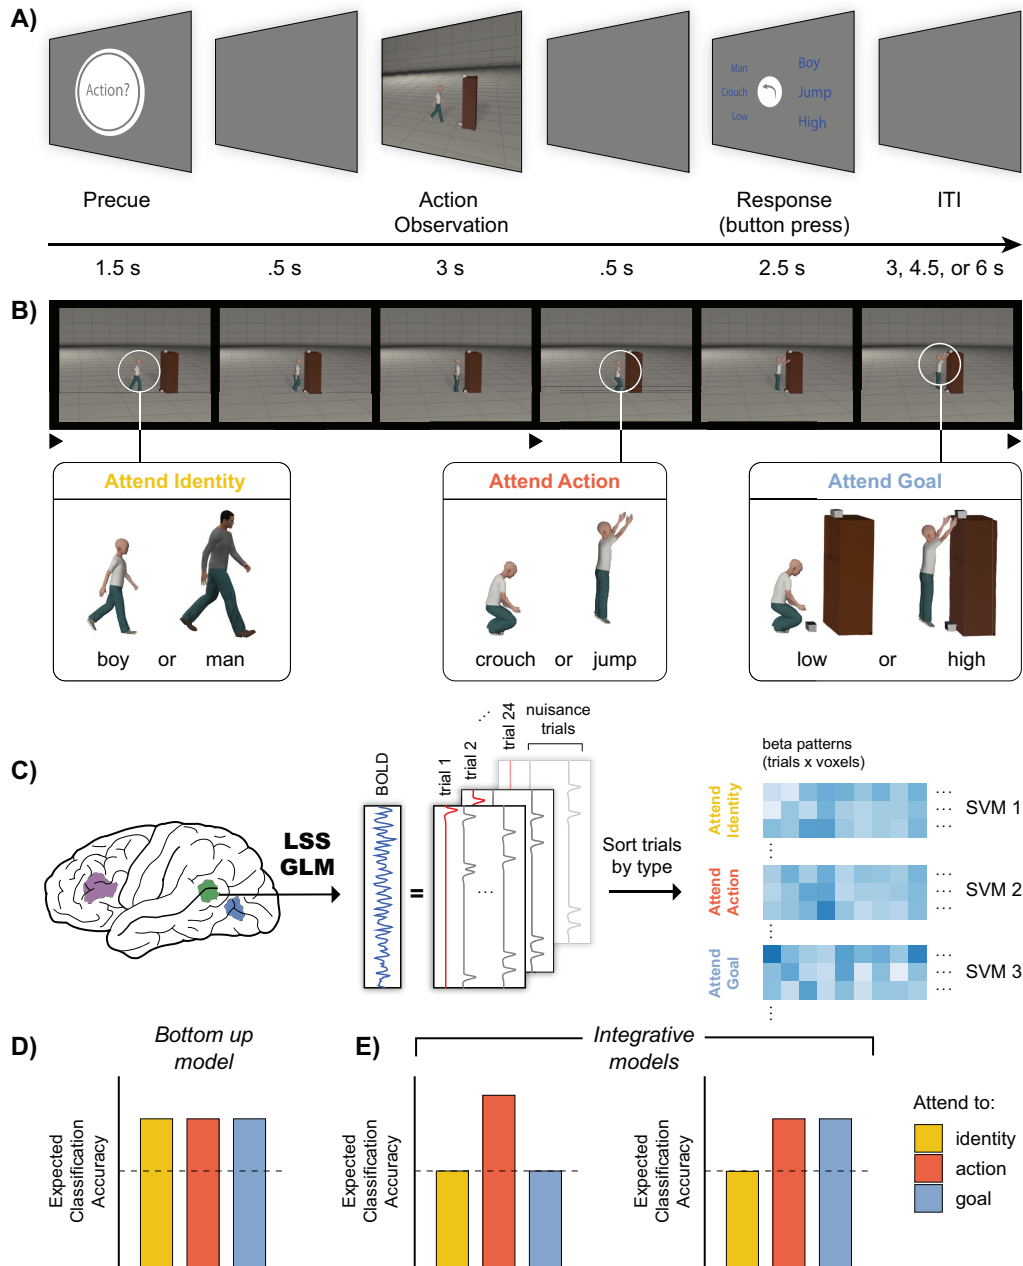 A)
Action?
Man
Crouch
Low
Boy
Jump
High
Precue
Action
Observation
Response
(button press)
ITI
1.5 s
.5 s
3 s
.5 s
2.5 s
3, 4.5, or 6 s
B)
Attend Identity
boy or man
Attend Action
crouch or jump
Attend Goal
low or high
C)
LSS
GLM
BOLD
=
trial 1
trial 2
...
trial 24
nuisance
trials
...
Sort trials
by type
beta patterns
(trials x voxels)
Attend
Identity
...
...
SVM 1
...
Attend
Action
...
...
SVM 2
...
Attend
Goal
...
...
SVM 3
...
D)
Bottom up
model
Expected
Classification
Accuracy
E)
Integrative
models
Expected
Classification
Accuracy
Expected
Classification
Accuracy
Attend to:
identity
action
goal